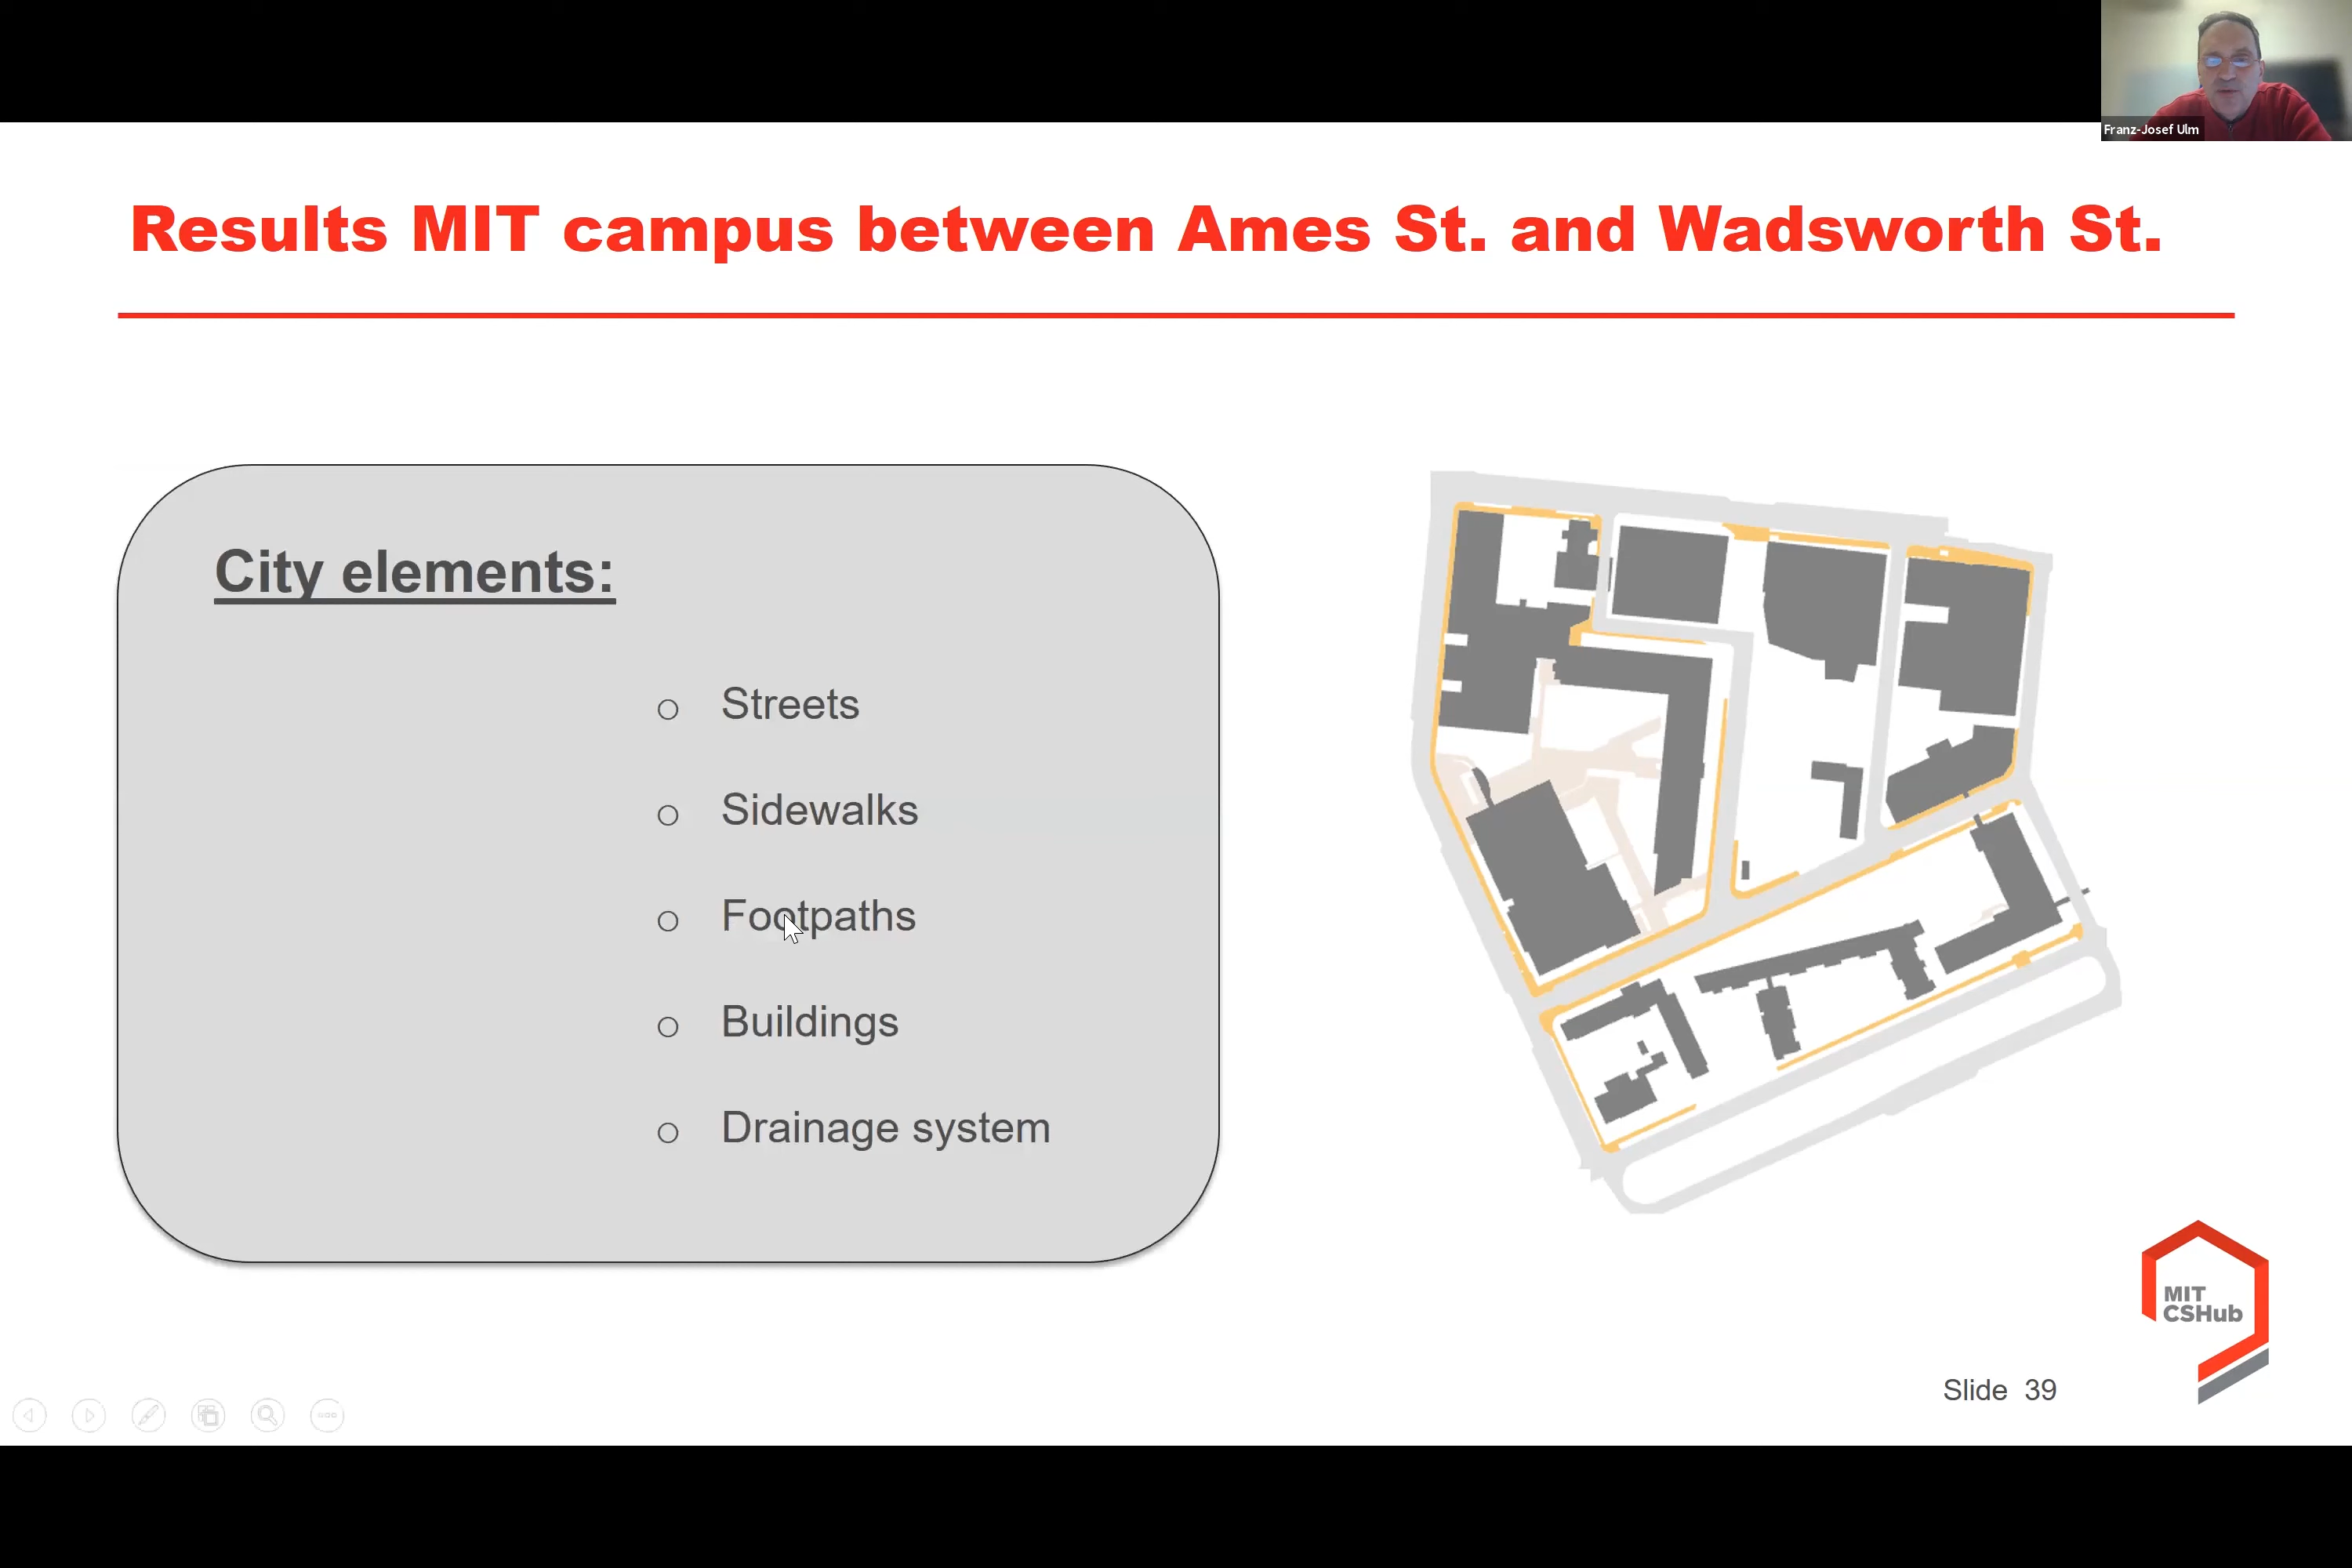 Franz-Josef Ulm
Results MIT campus between Ames St. and Wadsworth St.
City elements:
Streets
Sidewalks
Footpaths
Buildings
Drainage system
MIT
CSHub
Slide 39